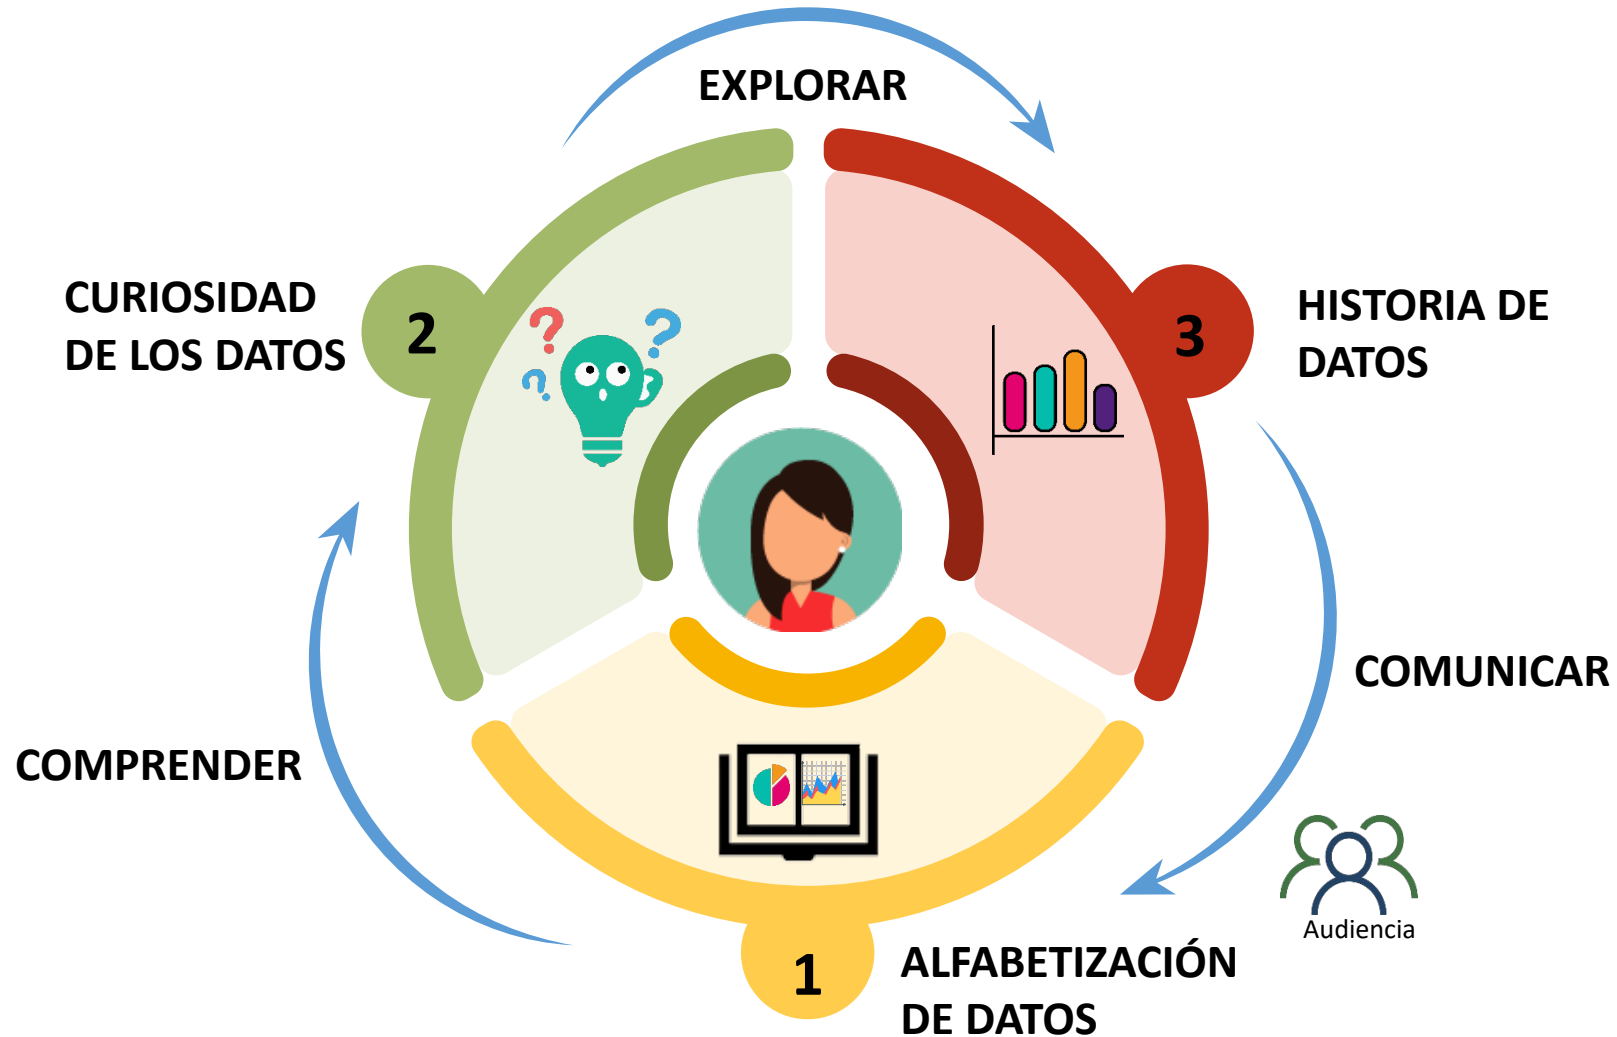 EXPLORAR
CURIOSIDAD
DE LOS DATOS
2
3
HISTORIA DE
DATOS
COMPRENDER
COMUNICAR
Audiencia
1
ALFABETIZACIÓN
DE DATOS